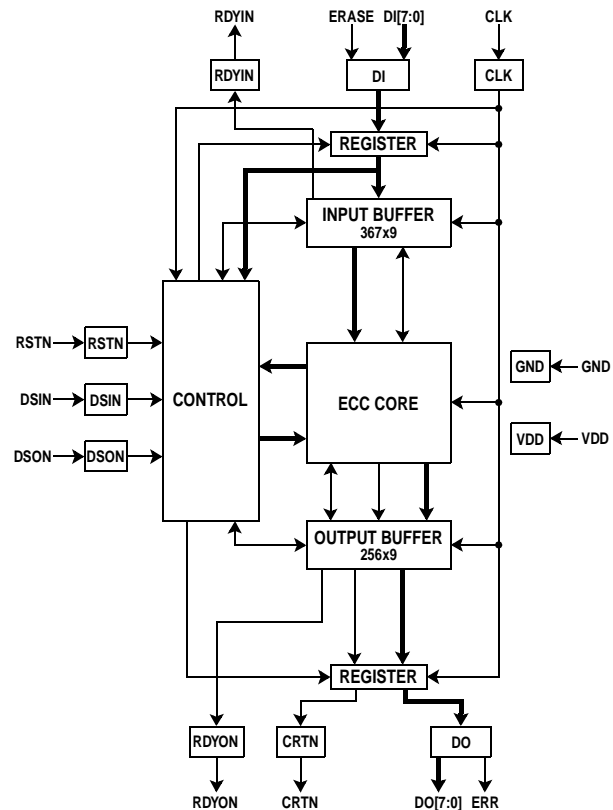 RDYIN
ERASE DI[7:0]
CLK
RDYIN
DI
CLK
REGISTER
INPUT BUFFER
367x9
RSTN
RSTN
DSIN
DSIN
DSON
DSON
CONTROL
ECC CORE
GND
GND
VDD
VDD
OUTPUT BUFFER
256x9
REGISTER
RDYON
CRTN
DO
RDYON
CRTN
DO[7:0]
ERR